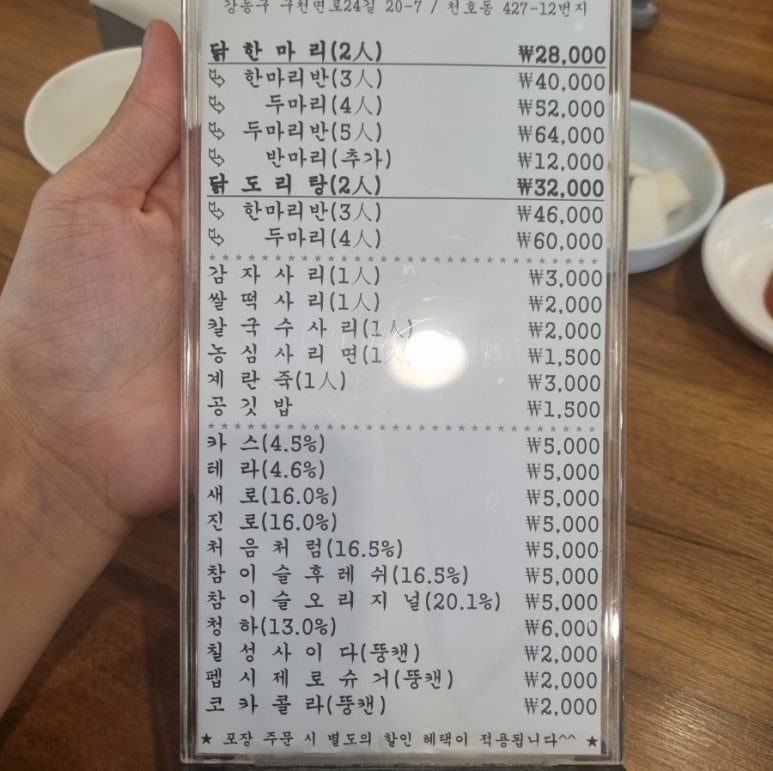 강동구 구천면로24길 20-7 / 천호동 427-12번지
닭 한 마 리(2人) ₩28,000
한마리반(3人) ₩40,000
두마리(4人) ₩52,000
두마리반(5人) ₩64,000
반마리(추가) ₩12,000
닭 도 리 탕(2人) ₩32,000
한마리반(3人) ₩46,000
두마리(4人) ₩60,000
감 자 사 리(1人) ₩3,000
쌀 떡 사 리(1人) ₩2,000
칼 국 수 사 리(1人) ₩2,000
농 심 사 리 면(1人) ₩1,500
계 란 죽(1人) ₩3,000
공 깃 밥 ₩1,500
카 스(4.5%) ₩5,000
테 라(4.6%) ₩5,000
새 로(16.0%) ₩5,000
진 로(16.0%) ₩5,000
처 음 처 럼(16.5%) ₩5,000
참 이 슬 후 레 쉬(16.5%) ₩5,000
참 이 슬 오 리 지 널(20.1%) ₩5,000
청 하(13.0%) ₩6,000
칠 성 사 이 다(뚱캔) ₩2,000
펩 시 제 로 슈 거(뚱캔) ₩2,000
코 카 콜 라(뚱캔) ₩2,000
★ 포장 주문 시 별도의 할인 혜택이 적용됩니다^^ ★